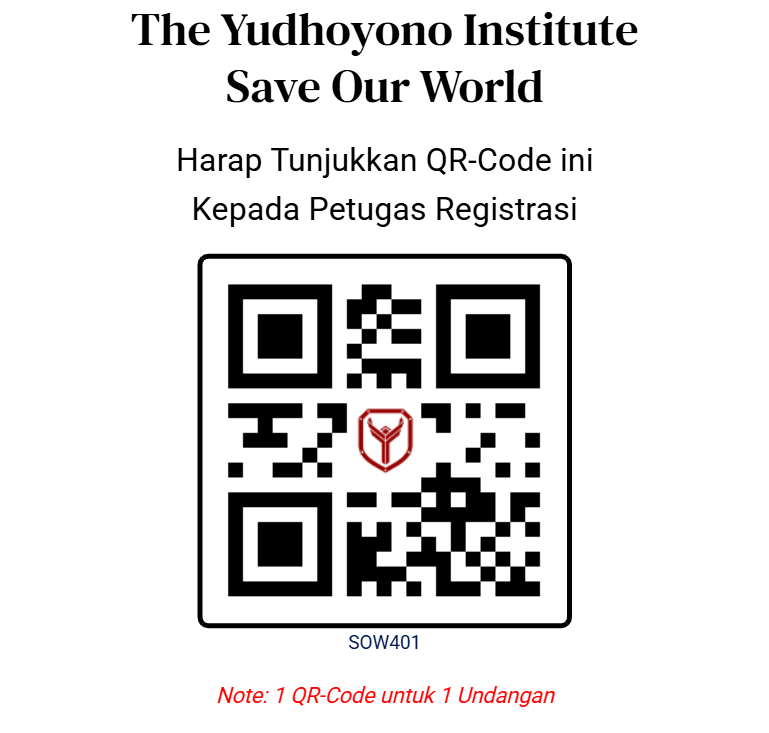 The Yudhoyono Institute
Save Our World
Harap Tunjukkan QR-Code ini
Kepada Petugas Registrasi
SOW401
Note: 1 QR-Code untuk 1 Undangan